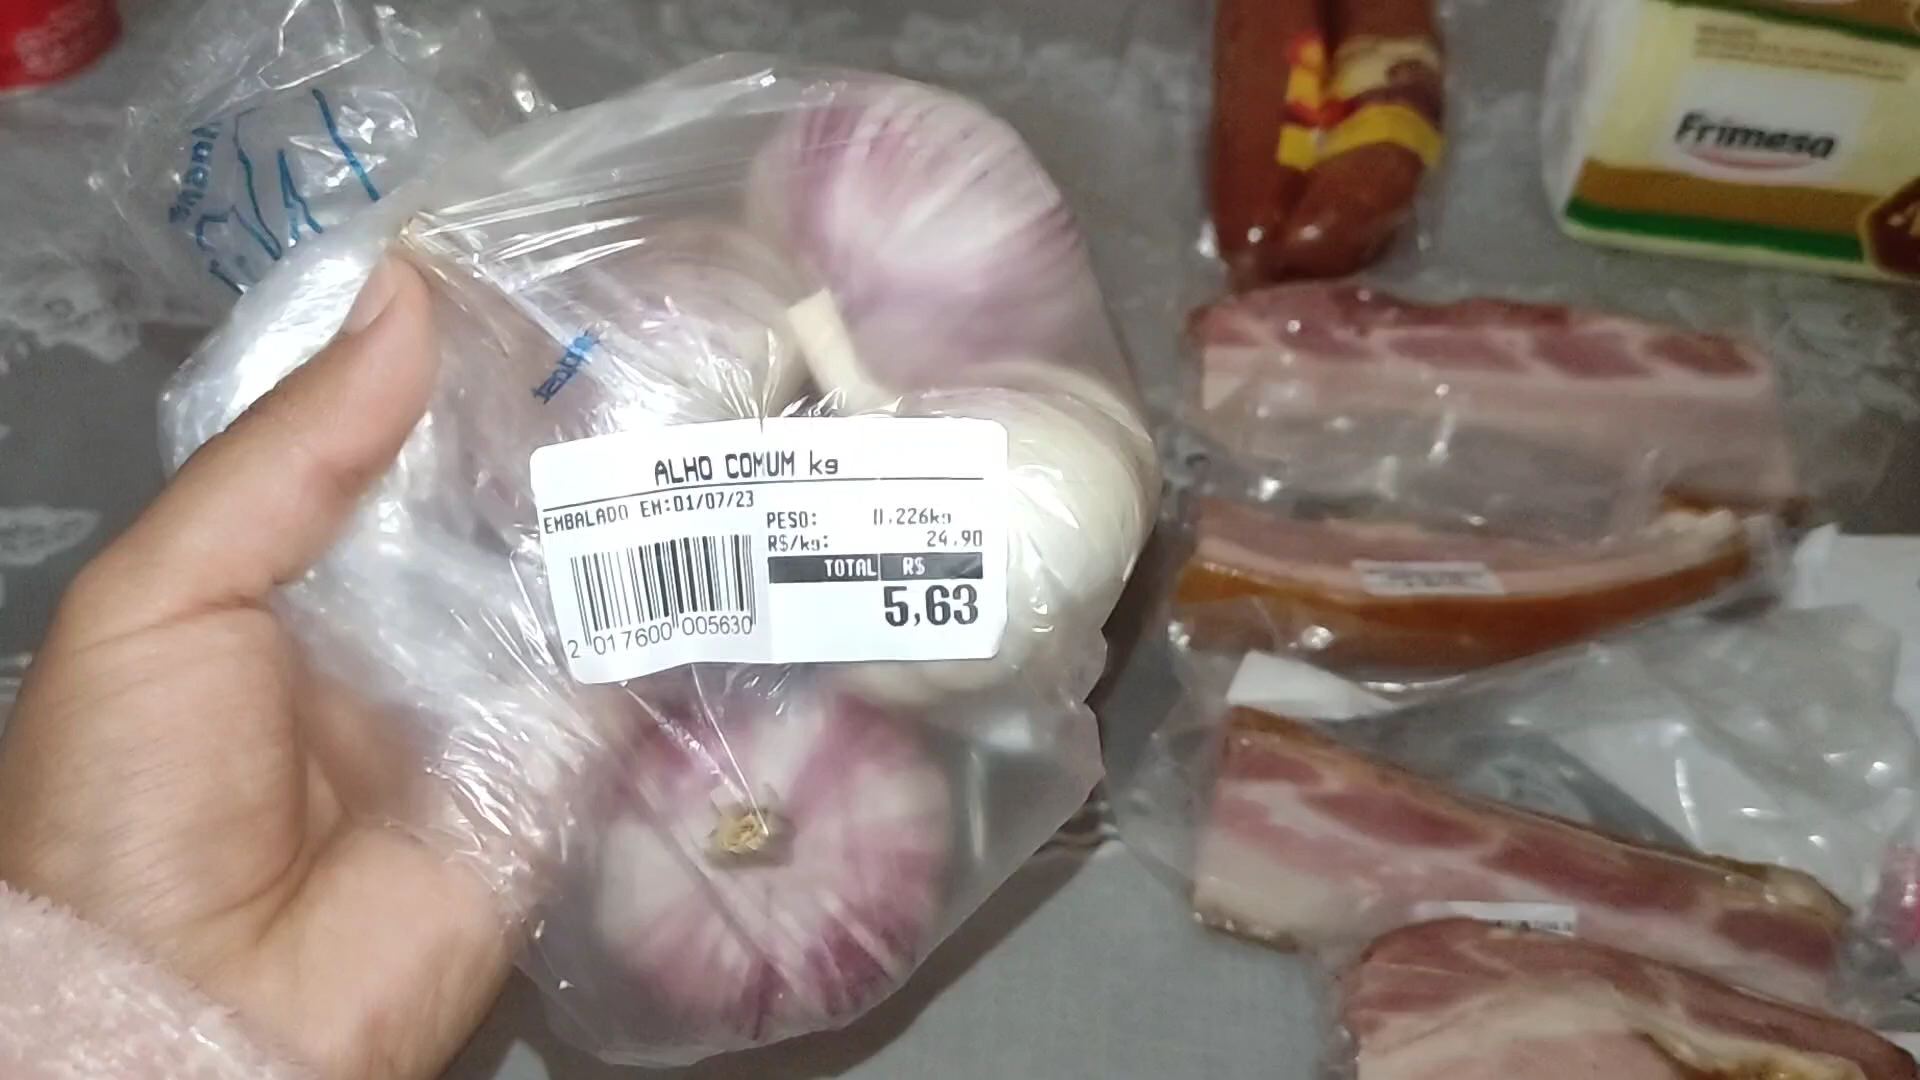 ALHO COMUM kg
EMBALADO EM:01/07/23
PESO: 0.226kg
R$/kg: 24.90
TOTAL R$
5,63
2 017600 005630
Frimesa